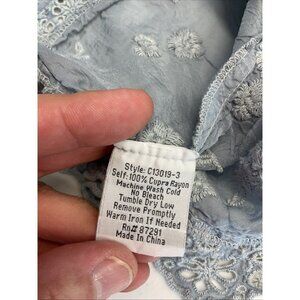 Style: C13019-3
Self: 100% Cupra Rayon
Machine Wash Cold
No Bleach
Tumble Dry Low
Remove Promptly
Warm Iron If Needed
Rn# 87291
Made In China